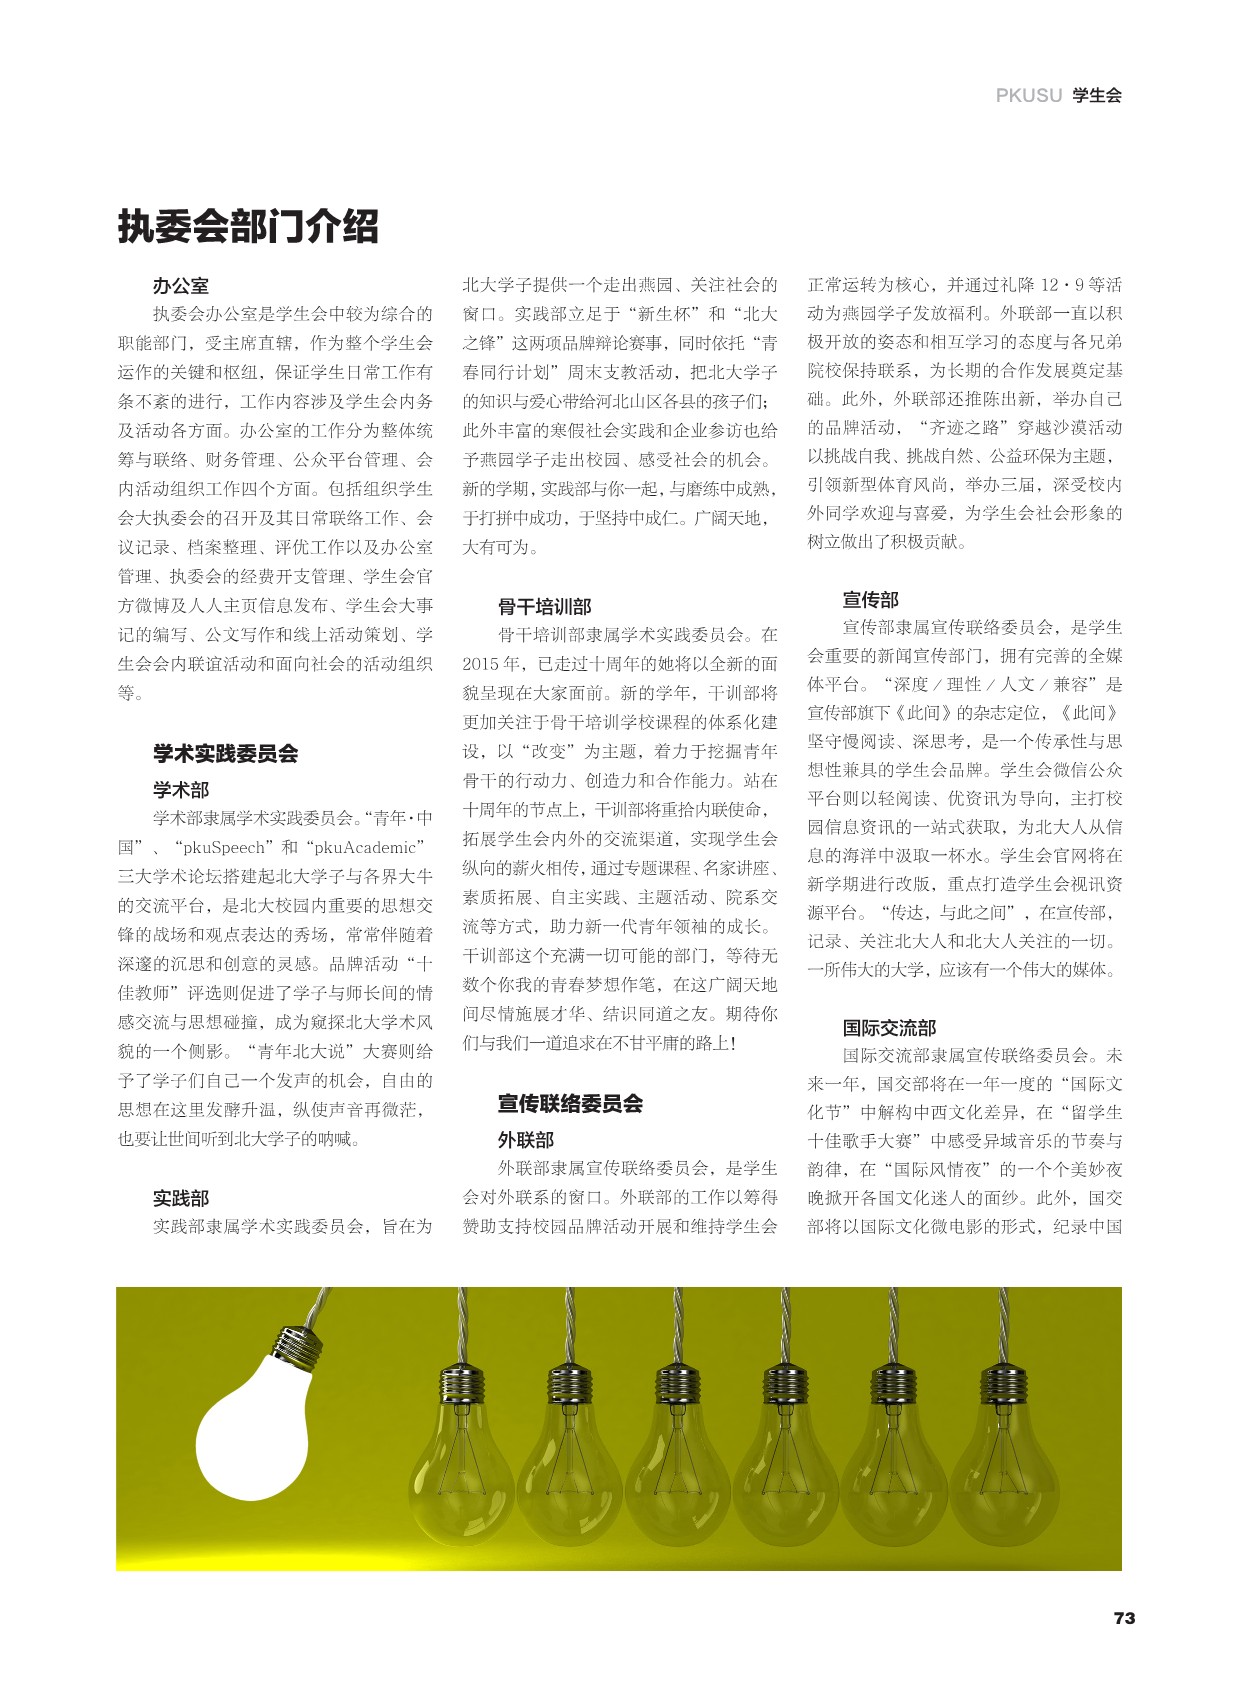 PKUSU 学生会
执委会部门介绍
办公室
执委会办公室是学生会中较为综合的
职能部门，受主席直辖，作为整个学生会
运作的关键和枢纽，保证学生日常工作有
条不紊的进行，工作内容涉及学生会内务
及活动各方面。办公室的工作分为整体统
筹与联络、财务管理、公众平台管理、会
内活动组织工作四个方面。包括组织学生
会大执委会的召开及其日常联络工作、会
议记录、档案整理、评优工作以及办公室
管理、执委会的经费开支管理、学生会官
方微博及人人主页信息发布、学生会大事
记的编写、公文写作和线上活动策划、学
生会会内联谊活动和面向社会的活动组织
等。
学术实践委员会
学术部
学术部隶属学术实践委员会。“青年·中
国”、“pkuSpeech”和“pkuAcademic”
三大学术论坛搭建起北大学子与各界大牛
的交流平台，是北大校园内重要的思想交
锋的战场和观点表达的秀场，常常伴随着
深邃的沉思和创意的灵感。品牌活动“十
佳教师”评选则促进了学子与师长间的情
感交流与思想碰撞，成为窥探北大学术风
貌的一个侧影。“青年北大说”大赛则给
予了学子们自己一个发声的机会，自由的
思想在这里发酵升温，纵使声音再微茫，
也要让世间听到北大学子的呐喊。
实践部
实践部隶属学术实践委员会，旨在为
北大学子提供一个走出燕园、关注社会的
窗口。实践部立足于“新生杯”和“北大
之锋”这两项品牌辩论赛事，同时依托“青
春同行计划”周末支教活动，把北大学子
的知识与爱心带给河北山区各县的孩子们；
此外丰富的寒假社会实践和企业参访也给
予燕园学子走出校园、感受社会的机会。
新的学期，实践部与你一起，与磨练中成熟，
于打拼中成功，于坚持中成仁。广阔天地，
大有可为。
骨干培训部
骨干培训部隶属学术实践委员会。在
2015 年，已走过十周年的她将以全新的面
貌呈现在大家面前。新的学年，干训部将
更加关注于骨干培训学校课程的体系化建
设，以“改变”为主题，着力于挖掘青年
骨干的行动力、创造力和合作能力。站在
十周年的节点上，干训部将重拾内联使命，
拓展学生会内外的交流渠道，实现学生会
纵向的薪火相传，通过专题课程、名家讲座、
素质拓展、自主实践、主题活动、院系交
流等方式，助力新一代青年领袖的成长。
干训部这个充满一切可能的部门，等待无
数个你我的青春梦想作笔，在这广阔天地
间尽情施展才华、结识同道之友。期待你
们与我们一道追求在不甘平庸的路上！
宣传联络委员会
外联部
外联部隶属宣传联络委员会，是学生
会对外联系的窗口。外联部的工作以筹得
赞助支持校园品牌活动开展和维持学生会
正常运转为核心，并通过礼降 12·9 等活
动为燕园学子发放福利。外联部一直以积
极开放的姿态和相互学习的态度与各兄弟
院校保持联系，为长期的合作发展奠定基
础。此外，外联部还推陈出新，举办自己
的品牌活动，“齐迹之路”穿越沙漠活动
以挑战自我、挑战自然、公益环保为主题，
引领新型体育风尚，举办三届，深受校内
外同学欢迎与喜爱，为学生会社会形象的
树立做出了积极贡献。
宣传部
宣传部隶属宣传联络委员会，是学生
会重要的新闻宣传部门，拥有完善的全媒
体平台。“深度 / 理性 / 人文 / 兼容”是
宣传部旗下《此间》的杂志定位，《此间》
坚守慢阅读、深思考，是一个传承性与思
想性兼具的学生会品牌。学生会微信公众
平台则以轻阅读、优资讯为导向，主打校
园信息资讯的一站式获取，为北大人从信
息的海洋中汲取一杯水。学生会官网将在
新学期进行改版，重点打造学生会视讯资
源平台。“传达，与此之间”，在宣传部，
记录、关注北大人和北大人关注的一切。
一所伟大的大学，应该有一个伟大的媒体。
国际交流部
国际交流部隶属宣传联络委员会。未
来一年，国交部将在一年一度的“国际文
化节”中解构中西文化差异，在“留学生
十佳歌手大赛”中感受异域音乐的节奏与
韵律，在“国际风情夜”的一个个美妙夜
晚掀开各国文化迷人的面纱。此外，国交
部将以国际文化微电影的形式，纪录中国
73